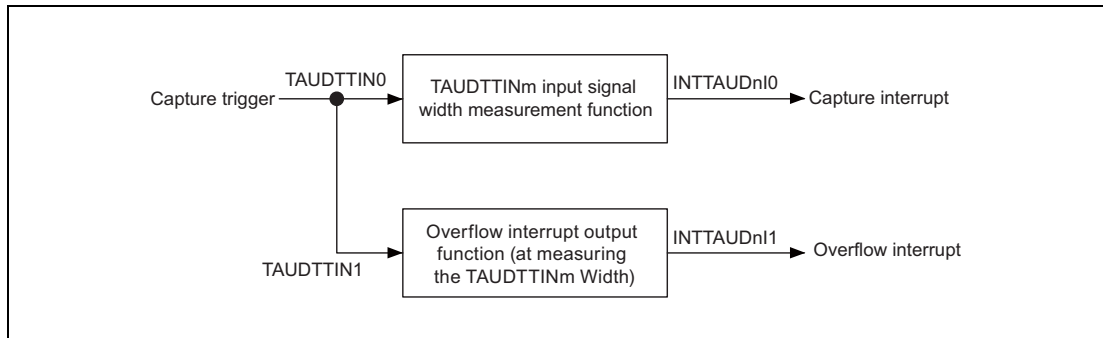 Capture trigger
TAUDTTIN0
TAUDTTINm input signal
width measurement function
INTTAUDnI0
Capture interrupt
TAUDTTIN1
Overflow interrupt output
function (at measuring
the TAUDTTINm Width)
INTTAUDnI1
Overflow interrupt